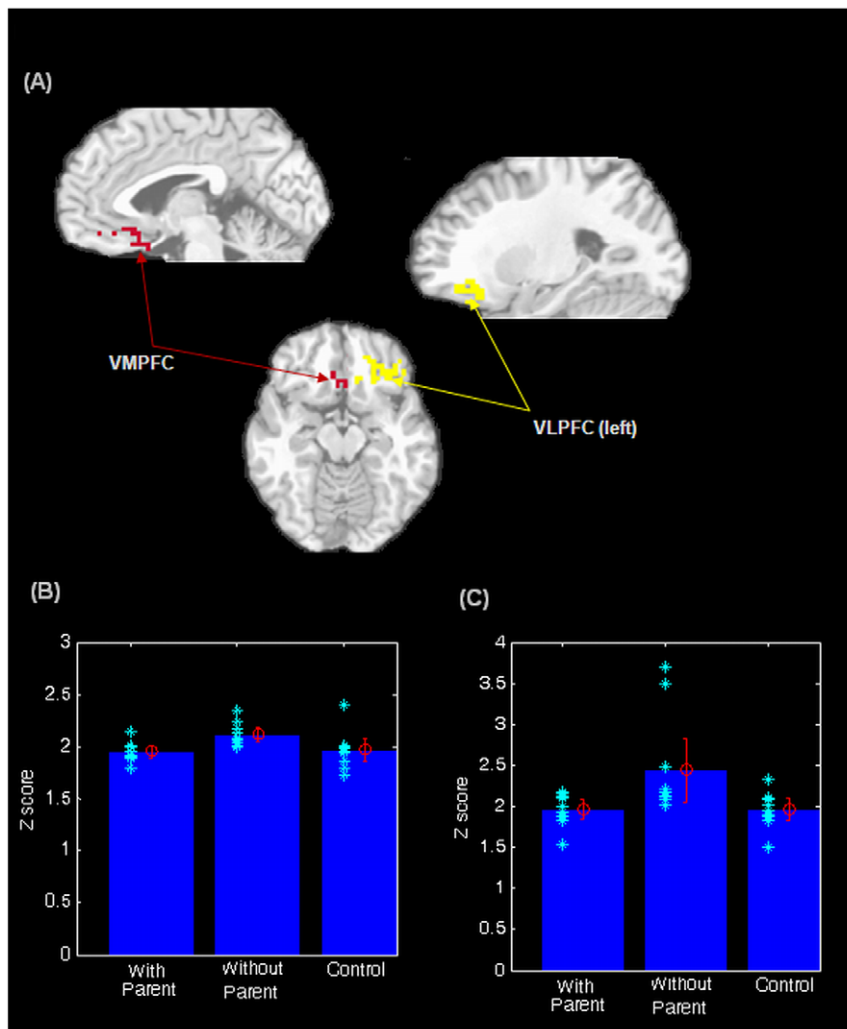 (A)
VMPFC
VLPFC (left)
(B)
3
2.5
2
1.5
1
0.5
0
Z score
With
Parent
Without
Parent
Control
(C)
4
3.5
3
2.5
2
1.5
1
0.5
0
Z score
With
Parent
Without
Parent
Control